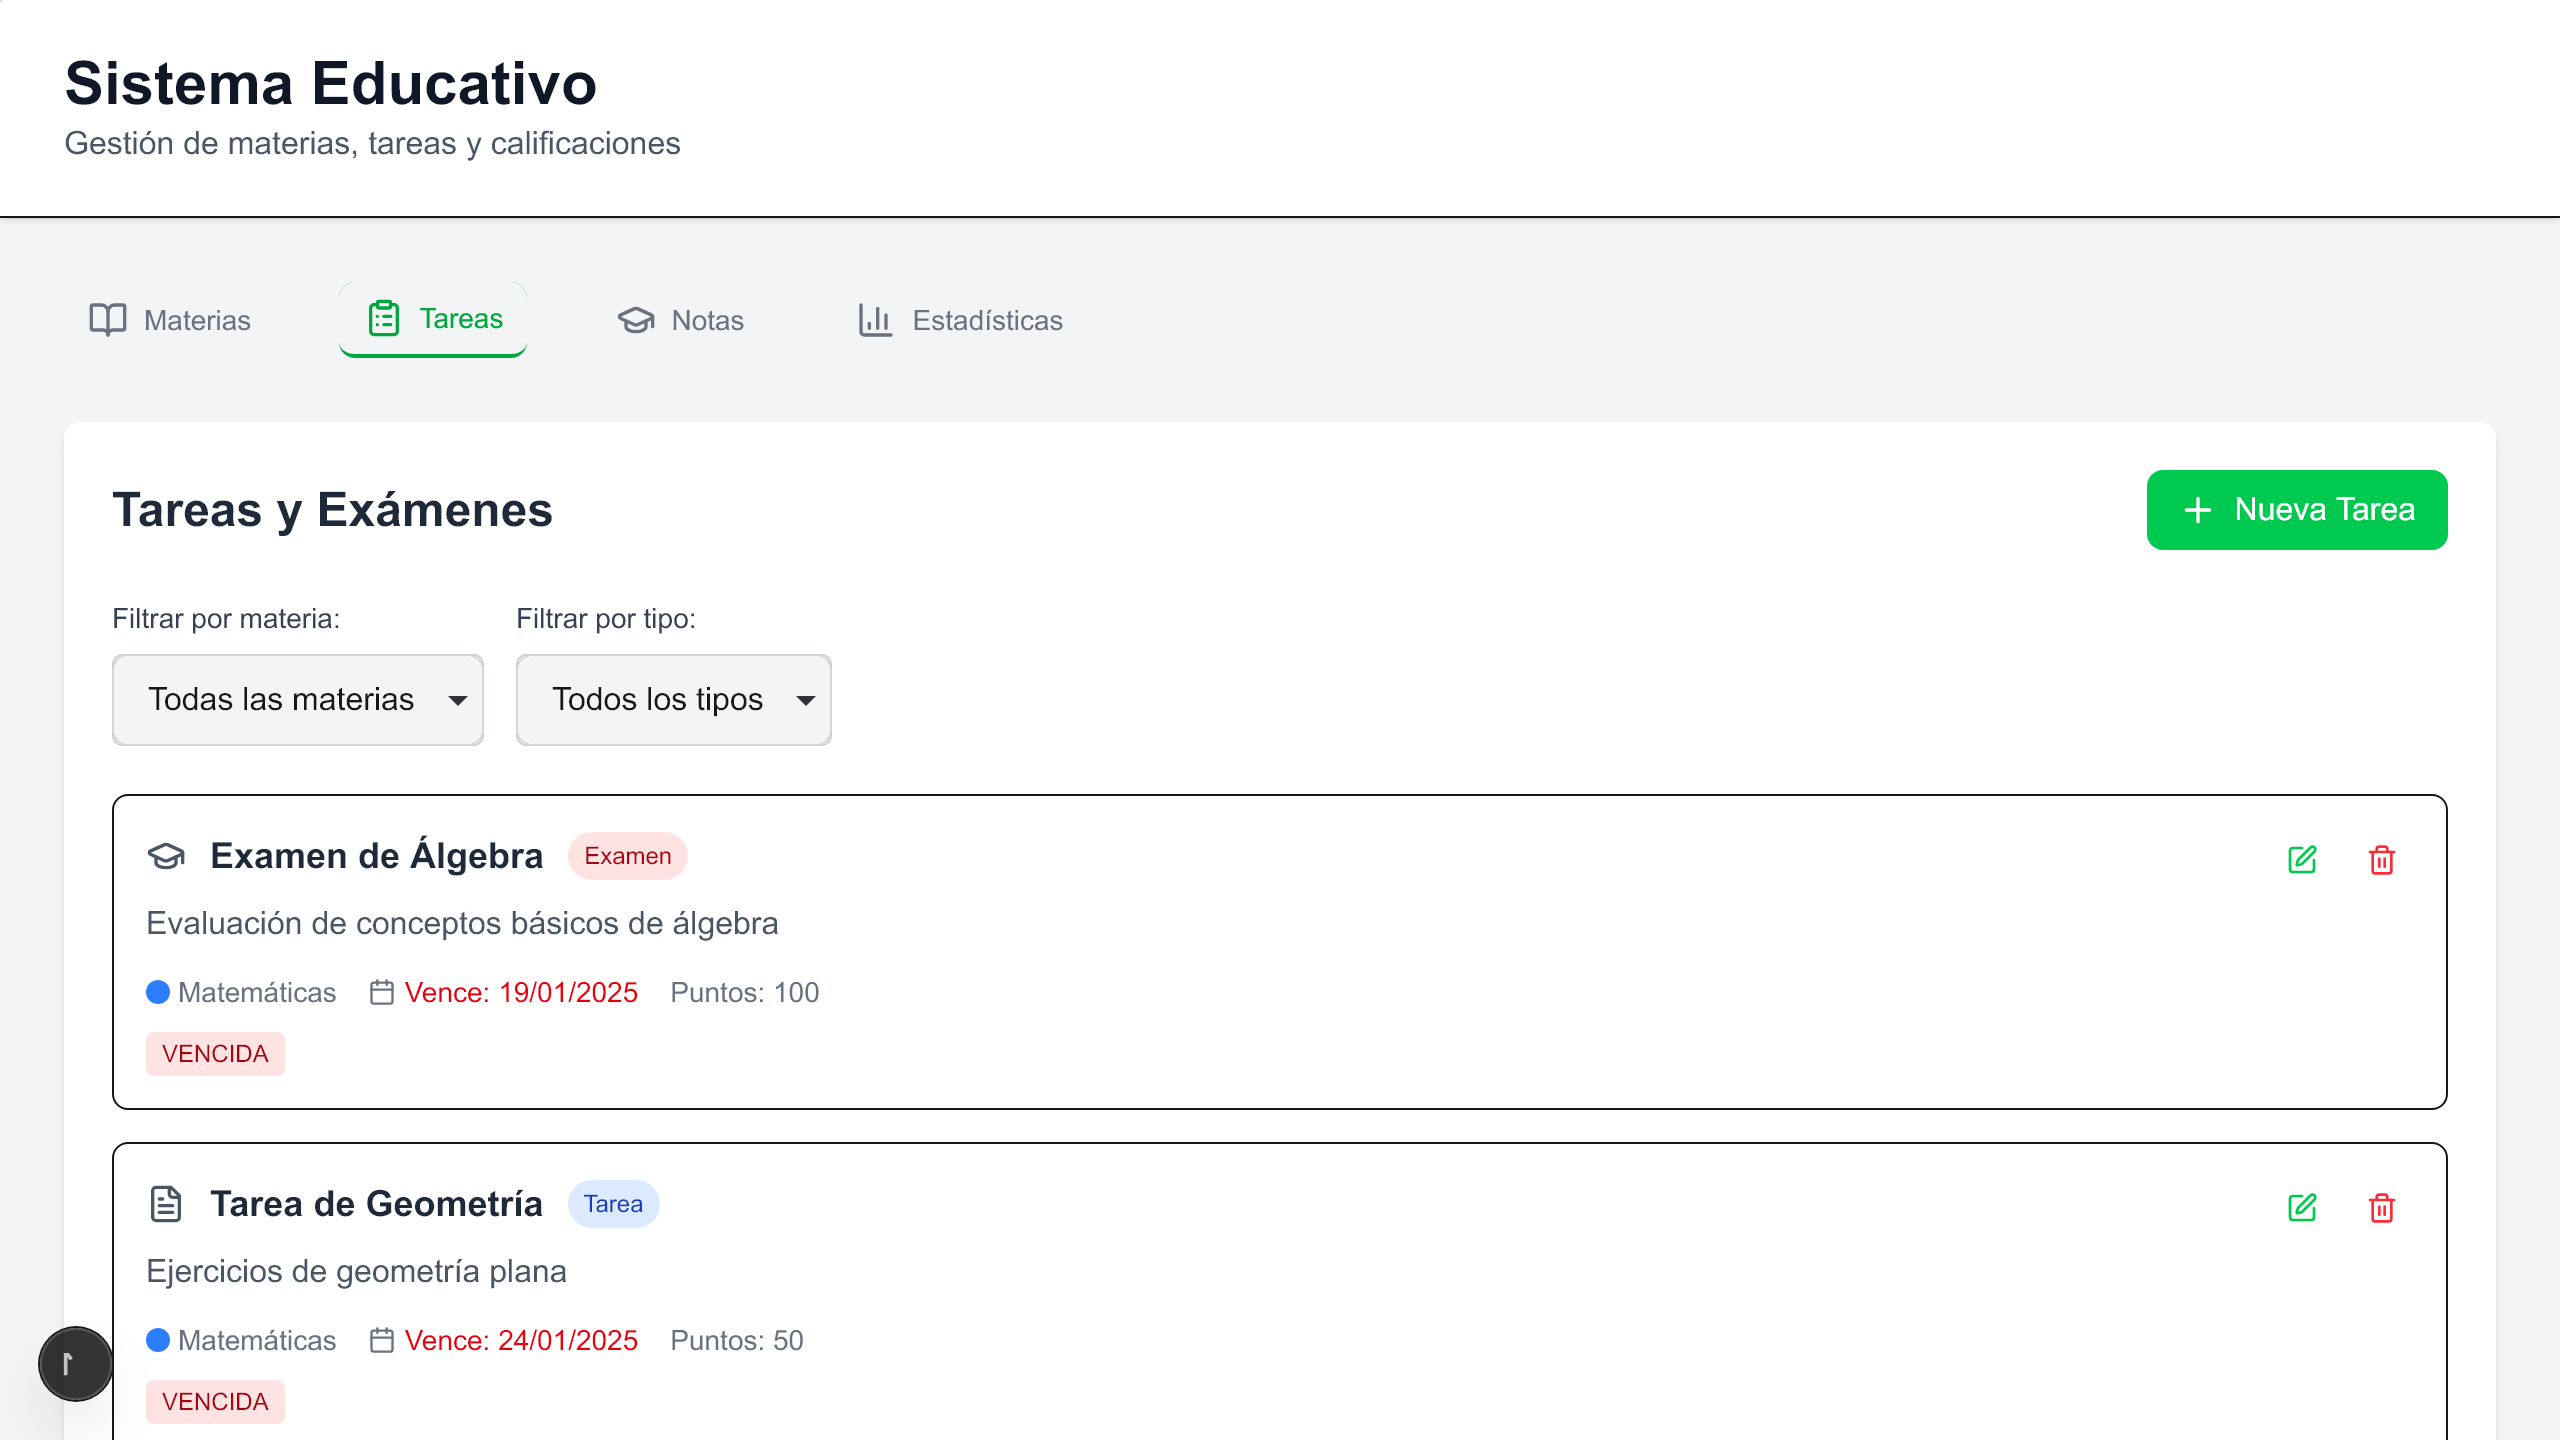 Sistema Educativo
Gestión de materias, tareas y calificaciones
Materias
Tareas
Notas
Estadísticas
Tareas y Exámenes
Nueva Tarea
Filtrar por materia:
Filtrar por tipo:
Todas las materias
Todos los tipos
Examen de Álgebra
Examen
Evaluación de conceptos básicos de álgebra
Matemáticas
Vence: 19/01/2025
Puntos: 100
VENCIDA
Tarea de Geometría
Tarea
Ejercicios de geometría plana
Matemáticas
Vence: 24/01/2025
Puntos: 50
VENCIDA